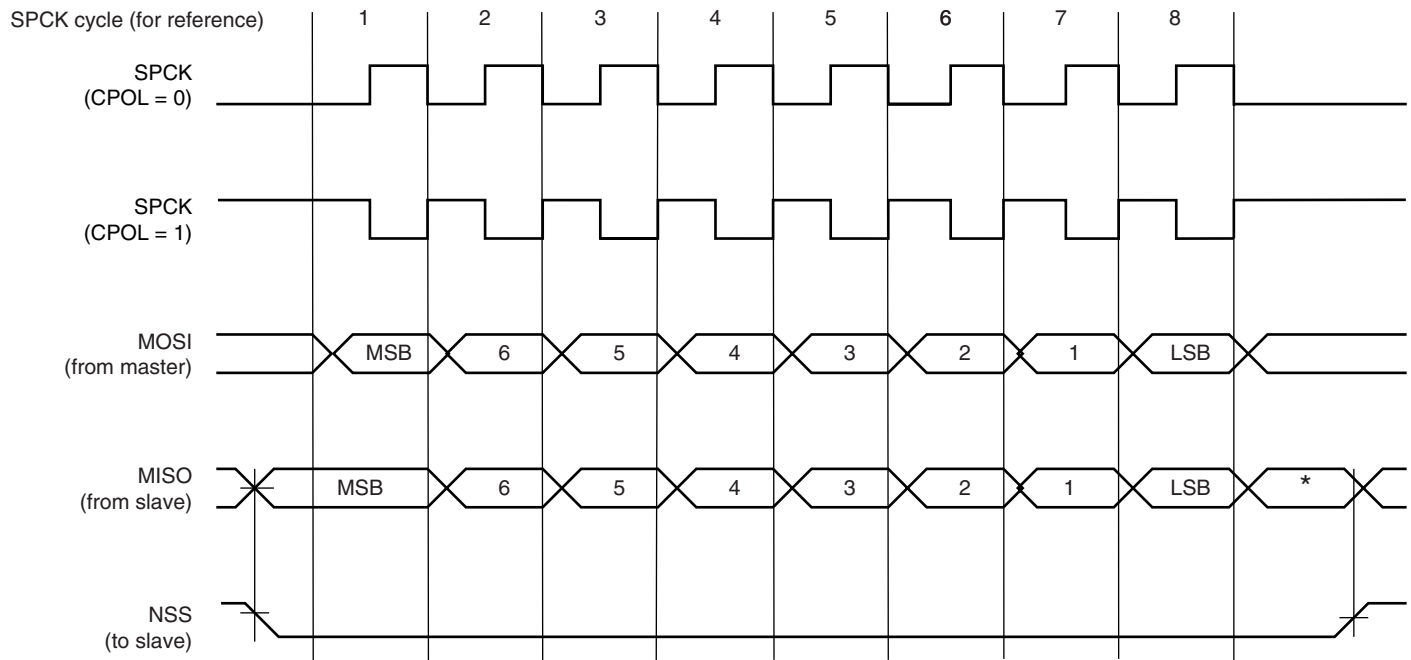 SPCK cycle (for reference) 1 2 3 4 5 6 7 8
SPCK
(CPOL = 0)
SPCK
(CPOL = 1)
MOSI
(from master)
MSB 6 5 4 3 2 1 LSB
MISO
(from slave)
MSB 6 5 4 3 2 1 LSB *
NSS
(to slave)